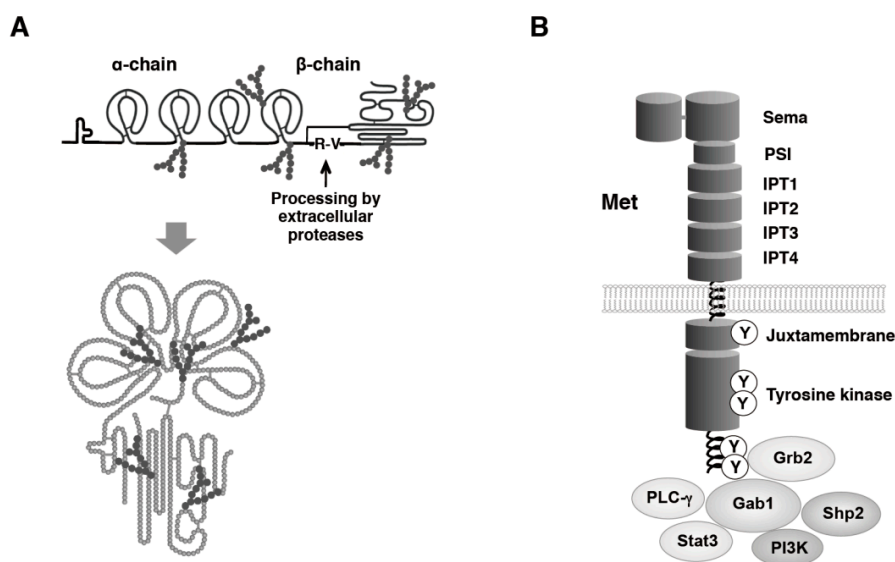 A
α-chain
β-chain
R-V
Processing by
extracellular
proteases
B
Met
Sema
PSI
IPT1
IPT2
IPT3
IPT4
Y
Juxtamembrane
Y
Y
Tyrosine kinase
Y
Y
Grb2
PLC-γ
Gab1
Shp2
Stat3
PI3K